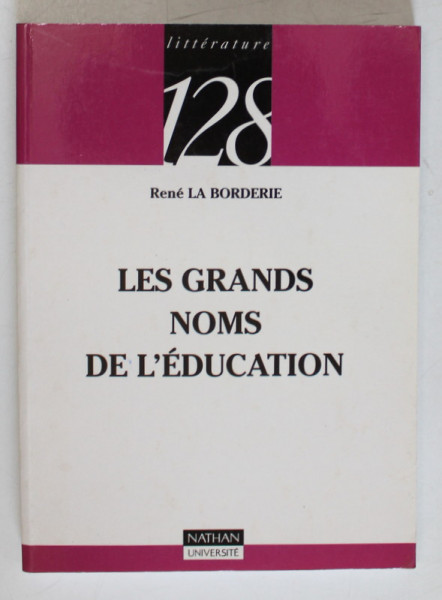 littérature
128
René LA BORDERIE
LES GRANDS
NOMS
DE L'ÉDUCATION
NATHAN
UNIVERSITÉ